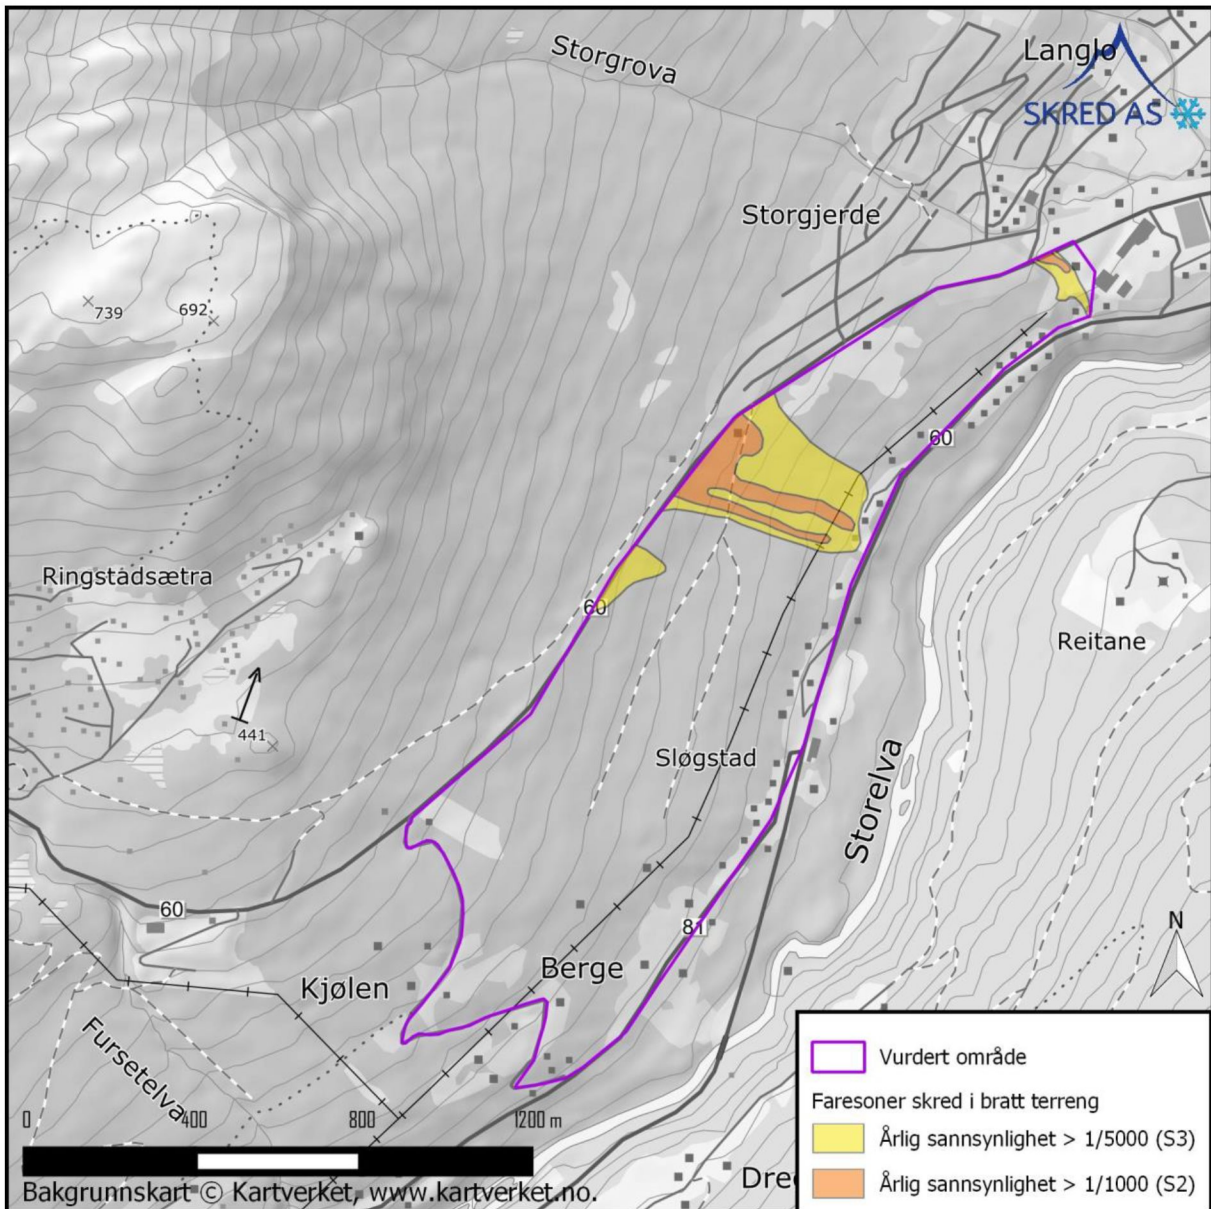 Storgrova
Langlo
SKRED AS
Storgjerde
739
692
60
Ringstadsætra
60
Reitane
441
Sløgstad
Storelva
60
81
N
Berge
Kjølen
Fursetelva
Vurdert område
Faresoner skred i bratt terreng
Årlig sannsynlighet > 1/5000 (S3)
Årlig sannsynlighet > 1/1000 (S2)
0 400 800 1200 m
Bakgrunnskart © Kartverket, www.kartverket.no.